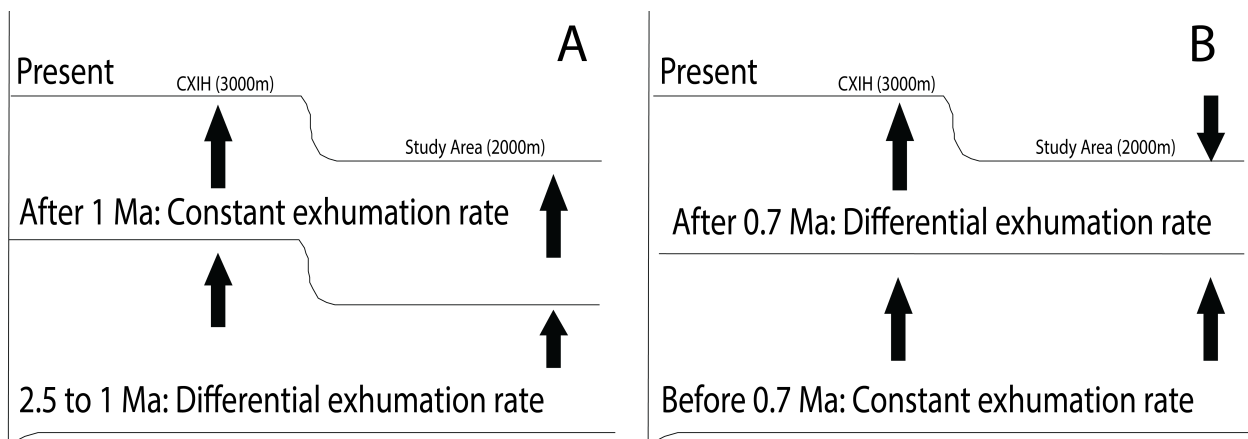 A
Present
CXIH (3000m)
Study Area (2000m)
After 1 Ma: Constant exhumation rate
2.5 to 1 Ma: Differential exhumation rate
B
Present
CXIH (3000m)
Study Area (2000m)
After 0.7 Ma: Differential exhumation rate
Before 0.7 Ma: Constant exhumation rate